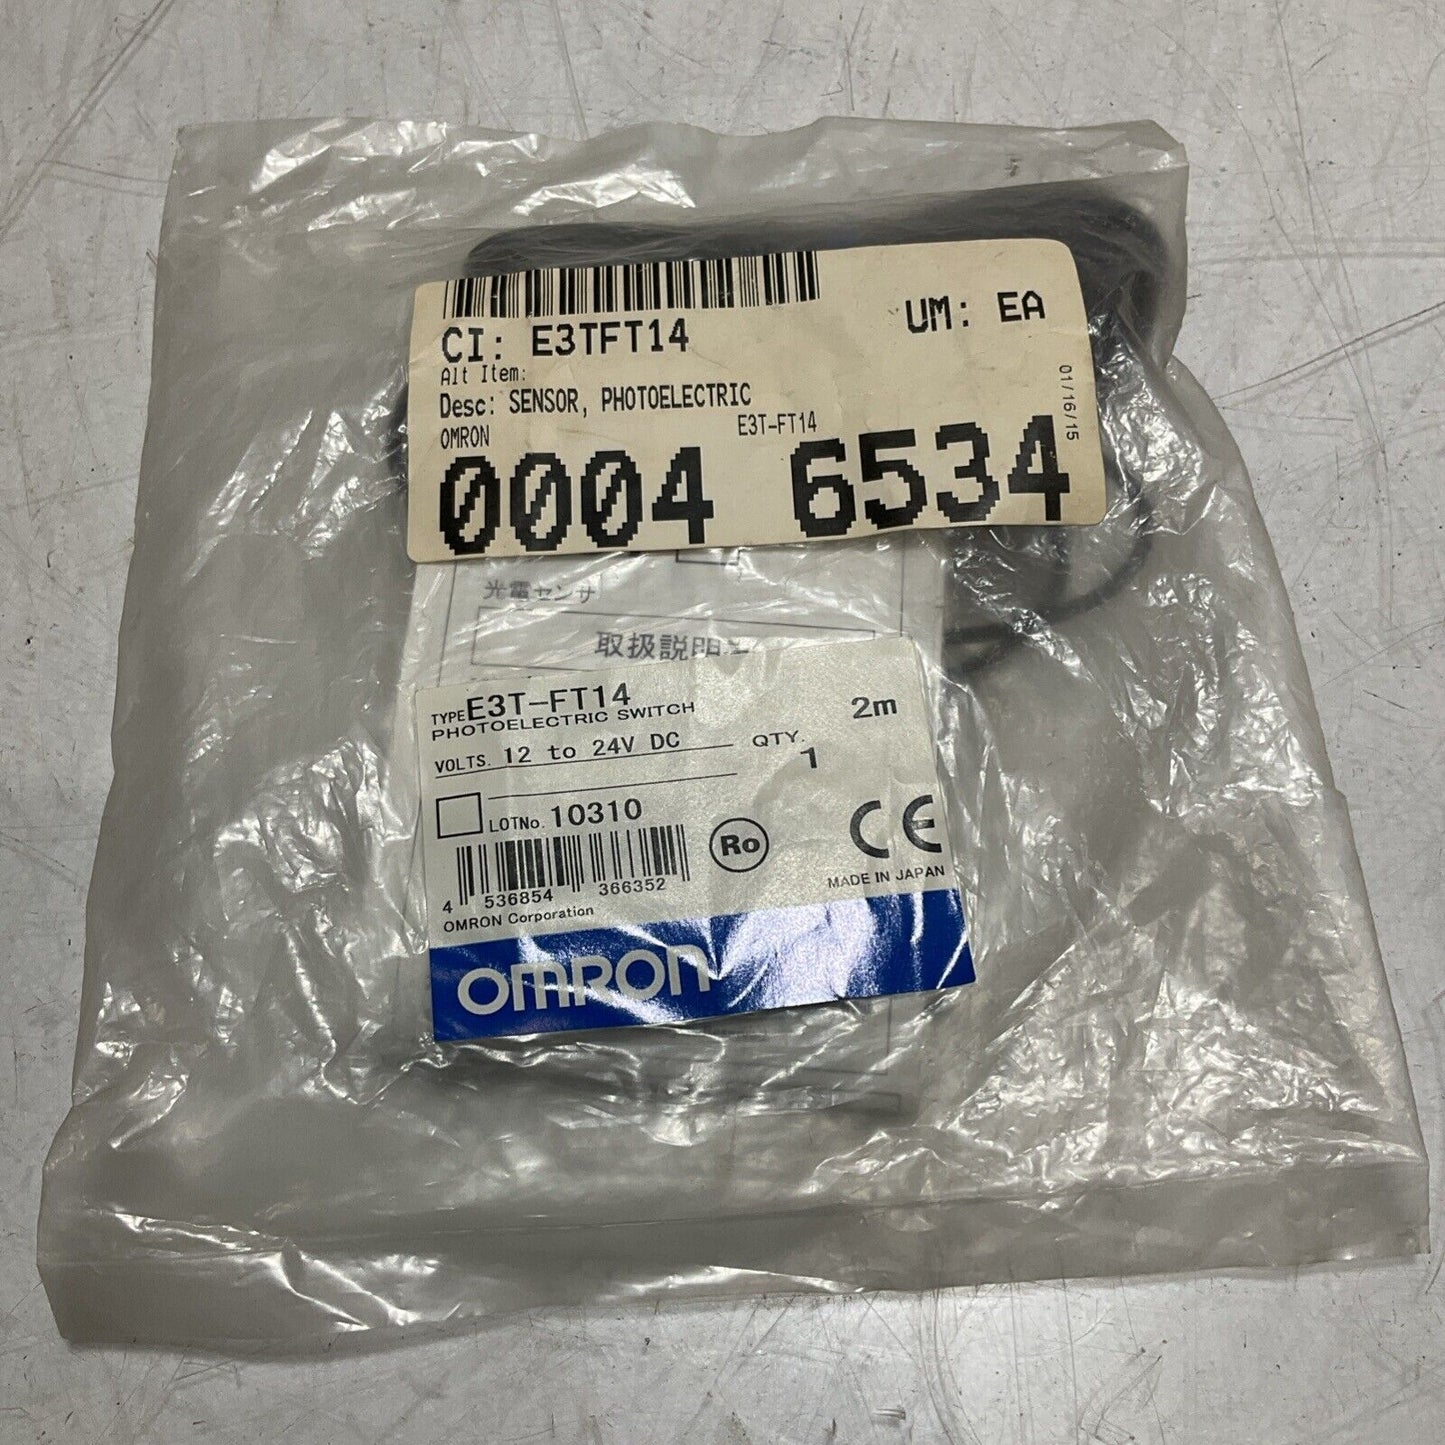 CI: E3TFT14
UM: EA
Alt Item:
Desc: SENSOR, PHOTOELECTRIC
OMRON E3T-FT14
01/16/15
0004 6534
光電センサ
取扱説明
TYPE E3T-FT14 2m
PHOTOELECTRIC SWITCH
VOLTS. 12 to 24V DC QTY. 1
LOTNo. 10310
Ro CE
4 536854 366352
MADE IN JAPAN
OMRON Corporation
OMRON